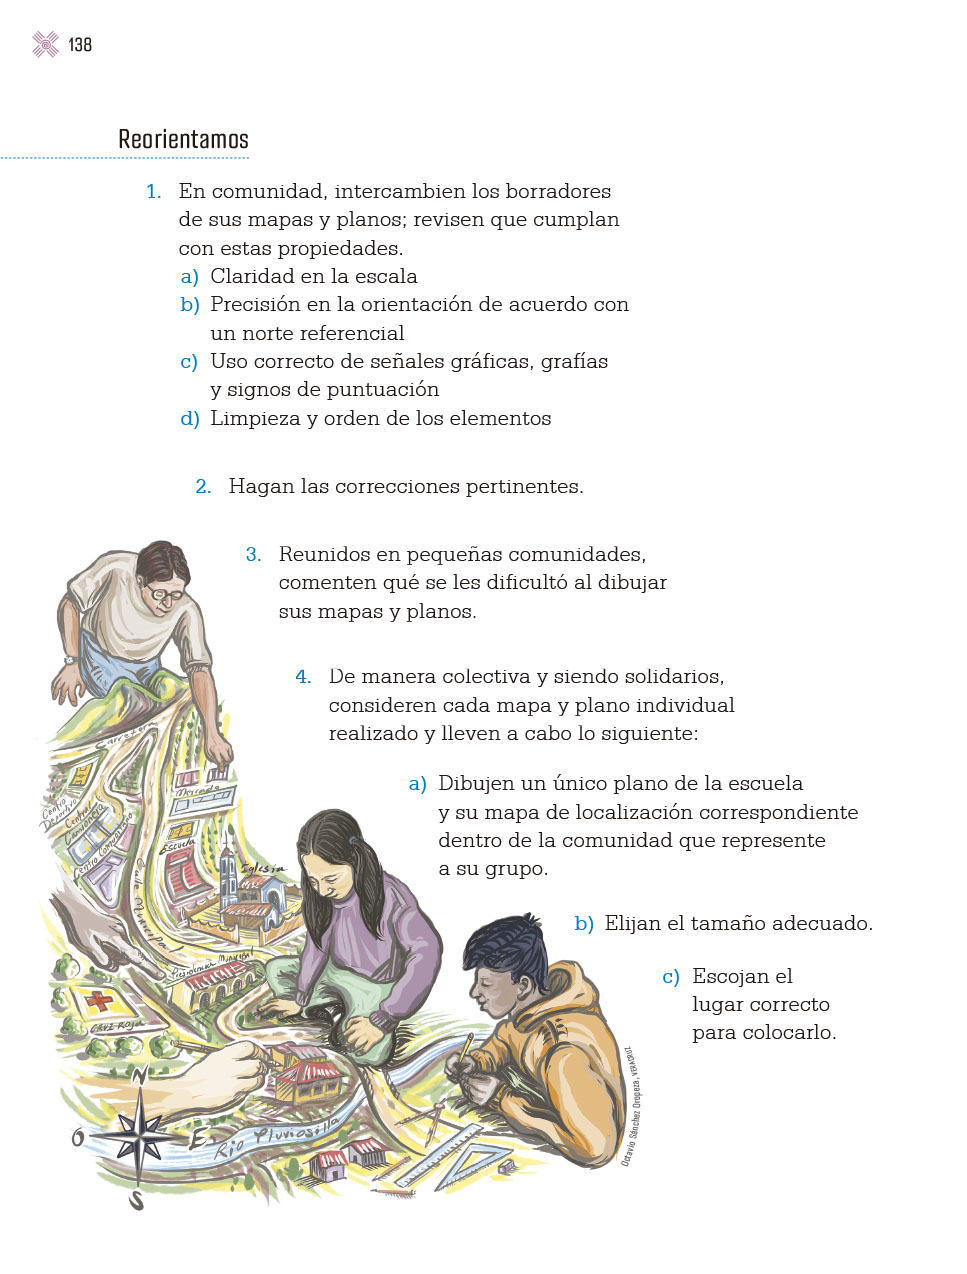 138
Reorientamos
1. En comunidad, intercambien los borradores
de sus mapas y planos; revisen que cumplan
con estas propiedades.
a) Claridad en la escala
b) Precisión en la orientación de acuerdo con
un norte referencial
c) Uso correcto de señales gráficas, grafías
y signos de puntuación
d) Limpieza y orden de los elementos
2. Hagan las correcciones pertinentes.
3. Reunidos en pequeñas comunidades,
comenten qué se les dificultó al dibujar
sus mapas y planos.
4. De manera colectiva y siendo solidarios,
consideren cada mapa y plano individual
realizado y lleven a cabo lo siguiente:
a) Dibujen un único plano de la escuela
y su mapa de localización correspondiente
dentro de la comunidad que represente
a su grupo.
b) Elijan el tamaño adecuado.
c) Escojan el
lugar correcto
para colocarlo.
Carretera
Mercado
Centro
Deportivo
Central
Camionera
Centro Comunitario
Escuela
Iglesia
Calle Municipal
Presidencia Municipal
Cruz Roja
N
O
E
S
Río Pluviosilla
Octavio Sánchez Oropeza, VERACRUZ